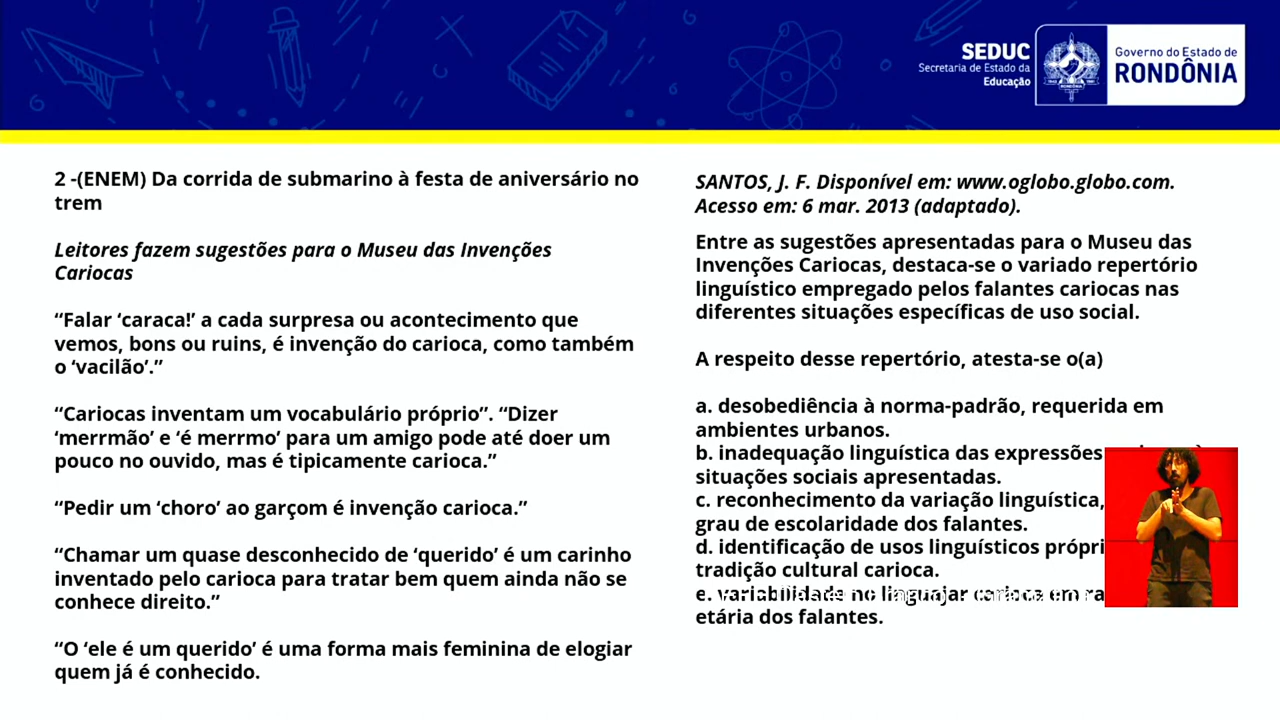 SEDUC
Secretaria de Estado da
Educação
Governo do Estado de
RONDÔNIA
2 -(ENEM) Da corrida de submarino à festa de aniversário no
trem
Leitores fazem sugestões para o Museu das Invenções
Cariocas
“Falar ‘caraca!’ a cada surpresa ou acontecimento que
vemos, bons ou ruins, é invenção do carioca, como também
o ‘vacilão’.”
“Cariocas inventam um vocabulário próprio”. “Dizer
‘merrmão’ e ‘é merrmo’ para um amigo pode até doer um
pouco no ouvido, mas é tipicamente carioca.”
“Pedir um ‘choro’ ao garçom é invenção carioca.”
“Chamar um quase desconhecido de ‘querido’ é um carinho
inventado pelo carioca para tratar bem quem ainda não se
conhece direito.”
“O ‘ele é um querido’ é uma forma mais feminina de elogiar
quem já é conhecido.
SANTOS, J. F. Disponível em: www.oglobo.globo.com.
Acesso em: 6 mar. 2013 (adaptado).
Entre as sugestões apresentadas para o Museu das
Invenções Cariocas, destaca-se o variado repertório
linguístico empregado pelos falantes cariocas nas
diferentes situações específicas de uso social.
A respeito desse repertório, atesta-se o(a)
a. desobediência à norma-padrão, requerida em
ambientes urbanos.
b. inadequação linguística das expressões
situações sociais apresentadas.
c. reconhecimento da variação linguística,
grau de escolaridade dos falantes.
d. identificação de usos linguísticos
tradição cultural carioca.
e. variabilidade no linguajar
etária dos falantes.